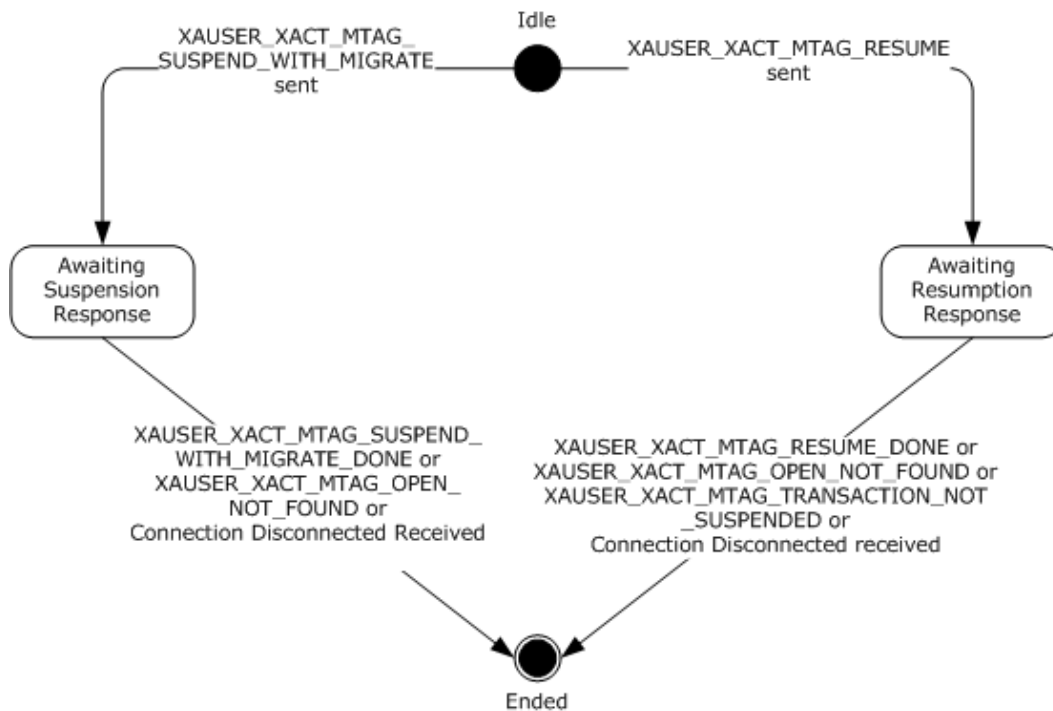 Idle
XAUSER_XACT_MTAG_
SUSPEND_WITH_MIGRATE
sent
XAUSER_XACT_MTAG_RESUME
sent
Awaiting
Suspension
Response
Awaiting
Resumption
Response
XAUSER_XACT_MTAG_SUSPEND_
WITH_MIGRATE_DONE or
XAUSER_XACT_MTAG_OPEN_
NOT_FOUND or
Connection Disconnected Received
XAUSER_XACT_MTAG_RESUME_DONE or
XAUSER_XACT_MTAG_OPEN_NOT_FOUND or
XAUSER_XACT_MTAG_TRANSACTION_NOT
_SUSPENDED or
Connection Disconnected received
Ended